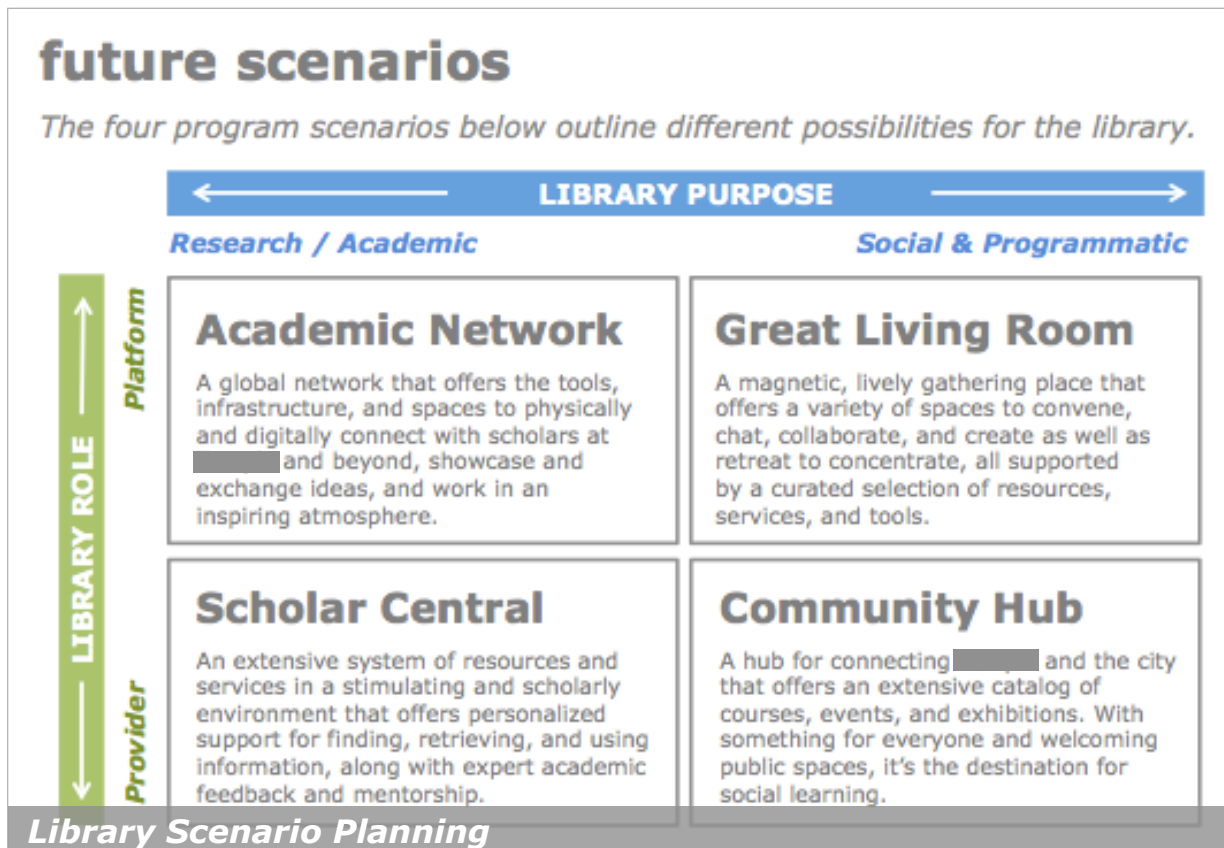 future scenarios
The four program scenarios below outline different possibilities for the library.
LIBRARY PURPOSE
Research / Academic
Social & Programmatic
LIBRARY ROLE
Platform
Provider
Academic Network
A global network that offers the tools,
infrastructure, and spaces to physically
and digitally connect with scholars at
and beyond, showcase and
exchange ideas, and work in an
inspiring atmosphere.
Great Living Room
A magnetic, lively gathering place that
offers a variety of spaces to convene,
chat, collaborate, and create as well as
retreat to concentrate, all supported
by a curated selection of resources,
services, and tools.
Scholar Central
An extensive system of resources and
services in a stimulating and scholarly
environment that offers personalized
support for finding, retrieving, and using
information, along with expert academic
feedback and mentorship.
Community Hub
A hub for connecting and the city
that offers an extensive catalog of
courses, events, and exhibitions. With
something for everyone and welcoming
public spaces, it's the destination for
social learning.
Library Scenario Planning